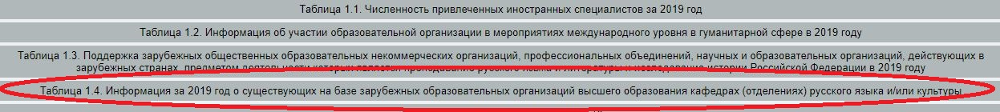 Таблица 1.1. Численность привлеченных иностранных специалистов за 2019 год
Таблица 1.2. Информация об участии образовательной организации в мероприятиях международного уровня в гуманитарной сфере в 2019 году
Таблица 1.3. Поддержка зарубежных общественных образовательных некоммерческих организаций, профессиональных объединений, научных и образовательных организаций, действующих в
зарубежных странах, предметом деятельности которых является преподавание русского языка и литературы и исследование истории Российской Федерации в 2019 году
Таблица 1.4. Информация за 2019 год о существующих на базе зарубежных образовательных организаций высшего образования кафедрах (отделениях) русского языка и/или культуры